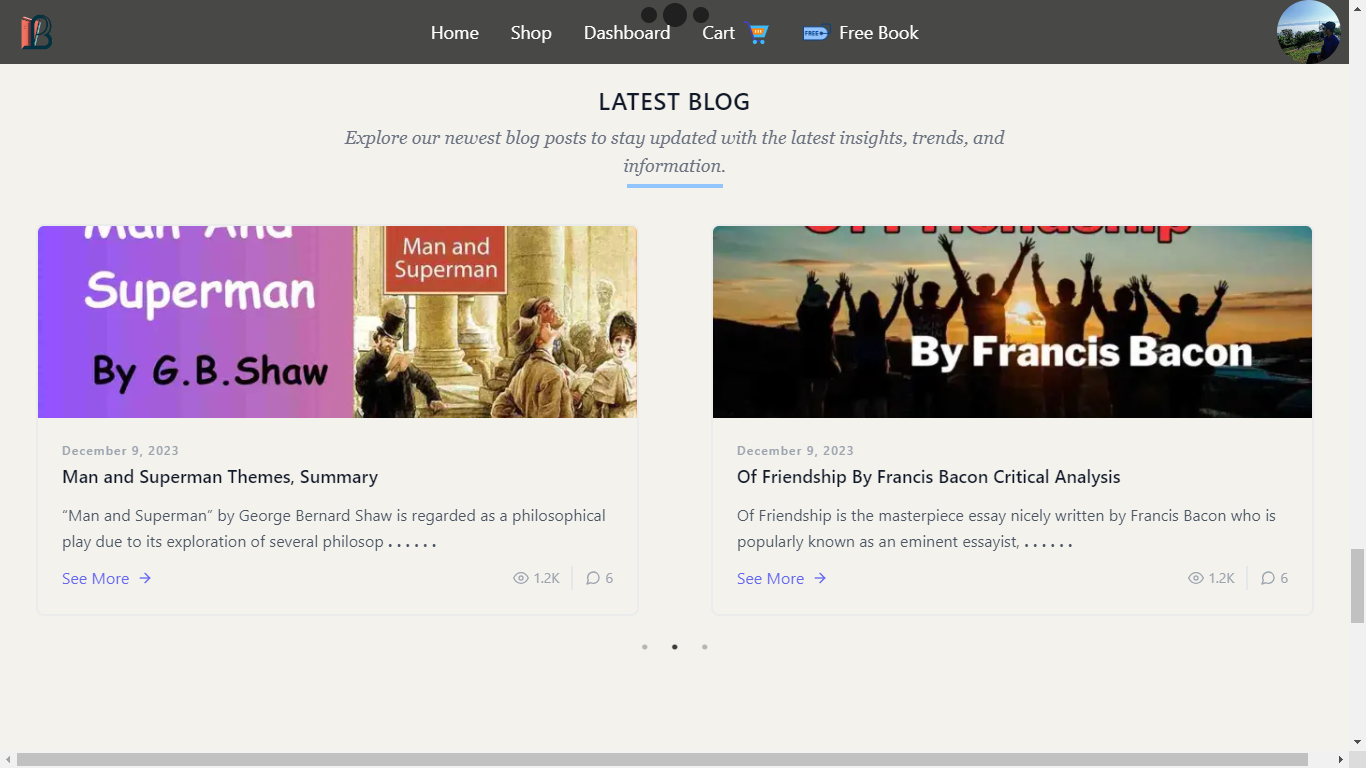 Home Shop Dashboard Cart FREE Free Book
LATEST BLOG
Explore our newest blog posts to stay updated with the latest insights, trends, and
information.
Man And
Superman
By G.B.Shaw
Man and
Superman
Of Friendship
By Francis Bacon
December 9, 2023
Man and Superman Themes, Summary
“Man and Superman” by George Bernard Shaw is regarded as a philosophical
play due to its exploration of several philosop . . . . . .
See More → 1.2K 6
December 9, 2023
Of Friendship By Francis Bacon Critical Analysis
Of Friendship is the masterpiece essay nicely written by Francis Bacon who is
popularly known as an eminent essayist, . . . . . .
See More → 1.2K 6